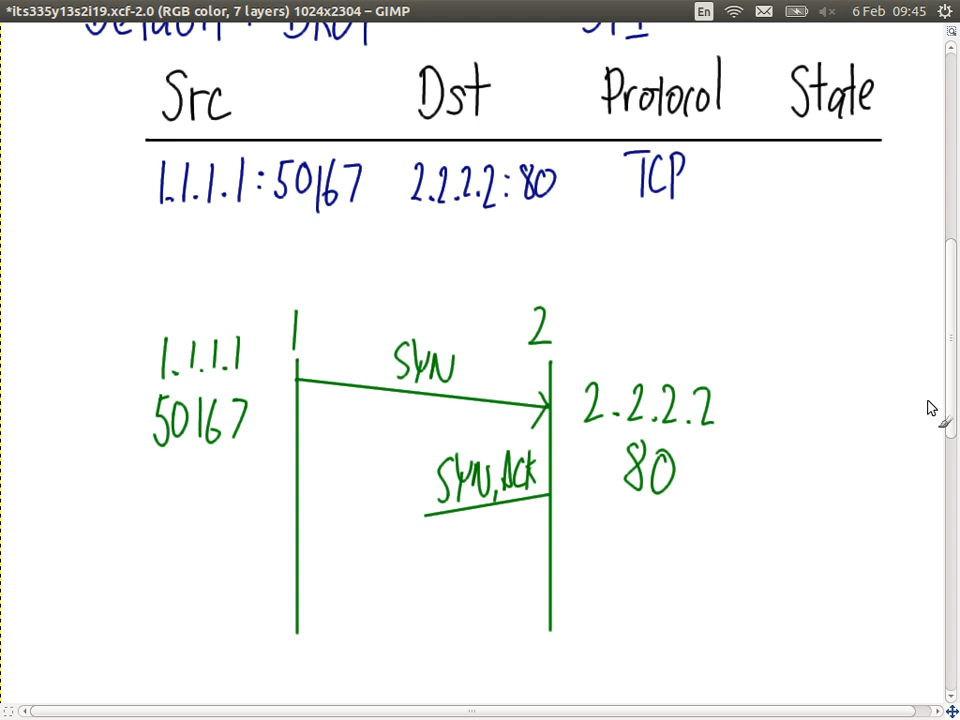 *its335y13s2i19.xcf-2.0 (RGB color, 7 layers) 1024x2304 – GIMP En 6 Feb 09:45
Src Dst Protocol State
1.1.1.1:50167 2.2.2.2:80 TCP
1 2
1.1.1.1 SYN
50167 2.2.2.2
SYN, ACK 80